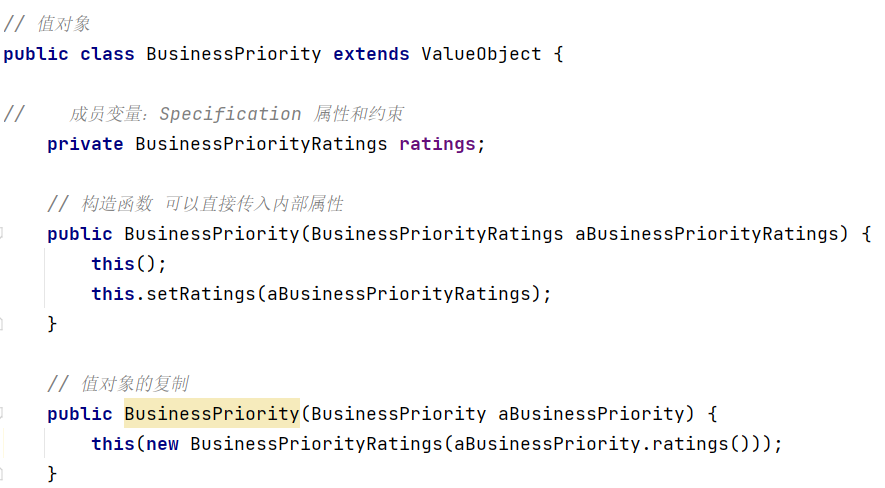 // 值对象
public class BusinessPriority extends ValueObject {
//    成员变量：Specification 属性和约束
    private BusinessPriorityRatings ratings;
    // 构造函数 可以直接传入内部属性
    public BusinessPriority(BusinessPriorityRatings aBusinessPriorityRatings) {
        this();
        this.setRatings(aBusinessPriorityRatings);
    }
    // 值对象的复制
    public BusinessPriority(BusinessPriority aBusinessPriority) {
        this(new BusinessPriorityRatings(aBusinessPriority.ratings()));
    }